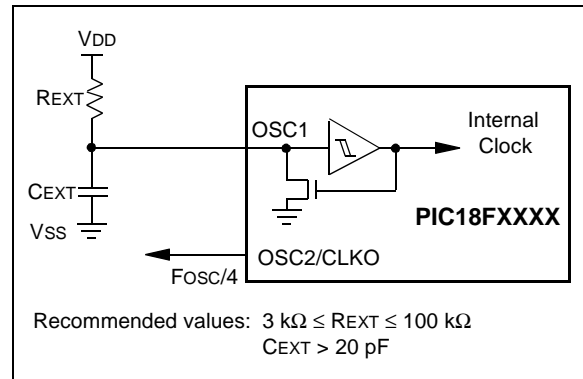 VDD
REXT
OSC1
Internal
Clock
CEXT
PIC18FXXXX
VSS
OSC2/CLKO
FOSC/4
Recommended values: 3 kΩ ≤ REXT ≤ 100 kΩ
CEXT > 20 pF